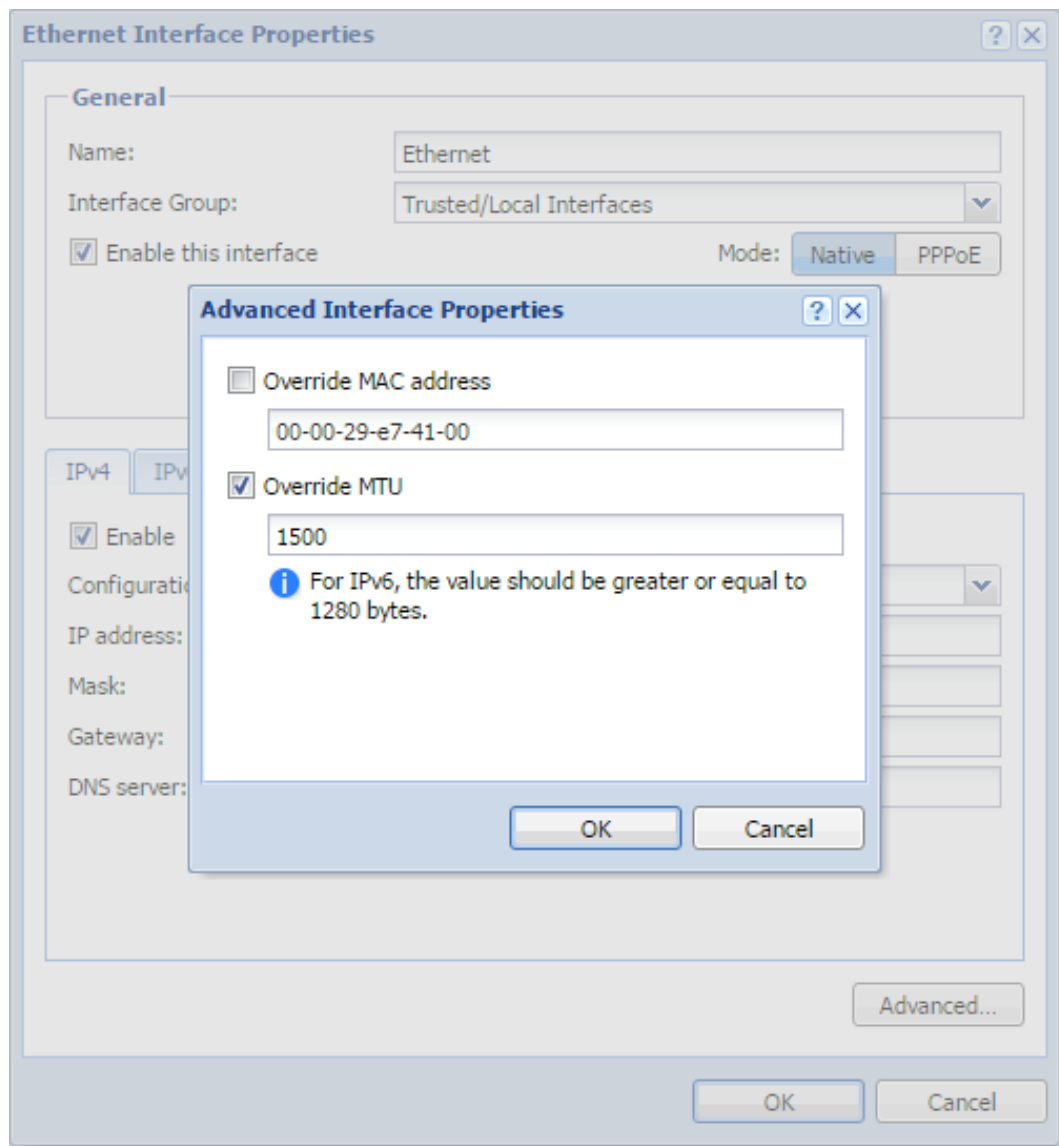 Ethernet Interface Properties
General
Name: Ethernet
Interface Group: Trusted/Local Interfaces
Enable this interface Mode: Native PPPoE
Advanced Interface Properties
Override MAC address
00-00-29-e7-41-00
Override MTU
1500
For IPv6, the value should be greater or equal to
1280 bytes.
OK Cancel
IPv4 IPv
Enable
Configuratio
IP address:
Mask:
Gateway:
DNS server:
Advanced...
OK Cancel